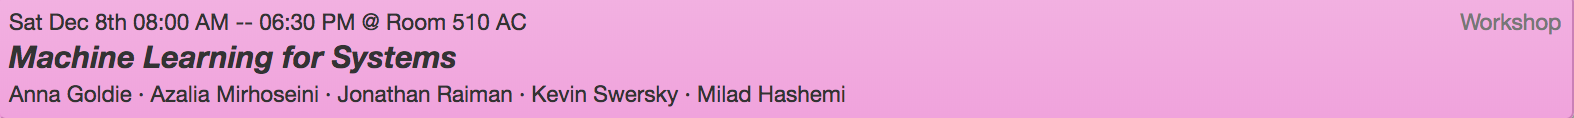 Sat Dec 8th 08:00 AM -- 06:30 PM @ Room 510 AC
Workshop
Machine Learning for Systems
Anna Goldie · Azalia Mirhoseini · Jonathan Raiman · Kevin Swersky · Milad Hashemi